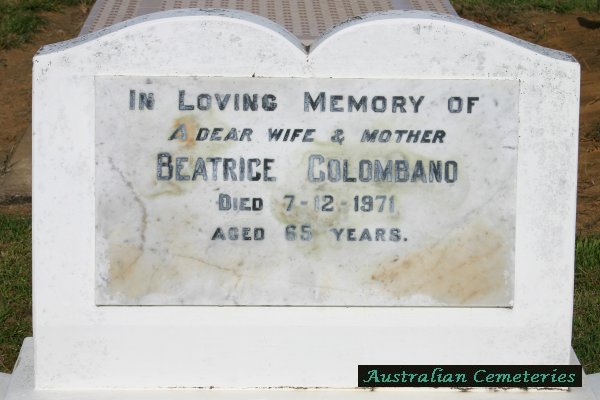 In Loving Memory of
A dear wife & mother
Beatrice Colombano
Died 7-12-1971
Aged 65 years.
Australian Cemeteries